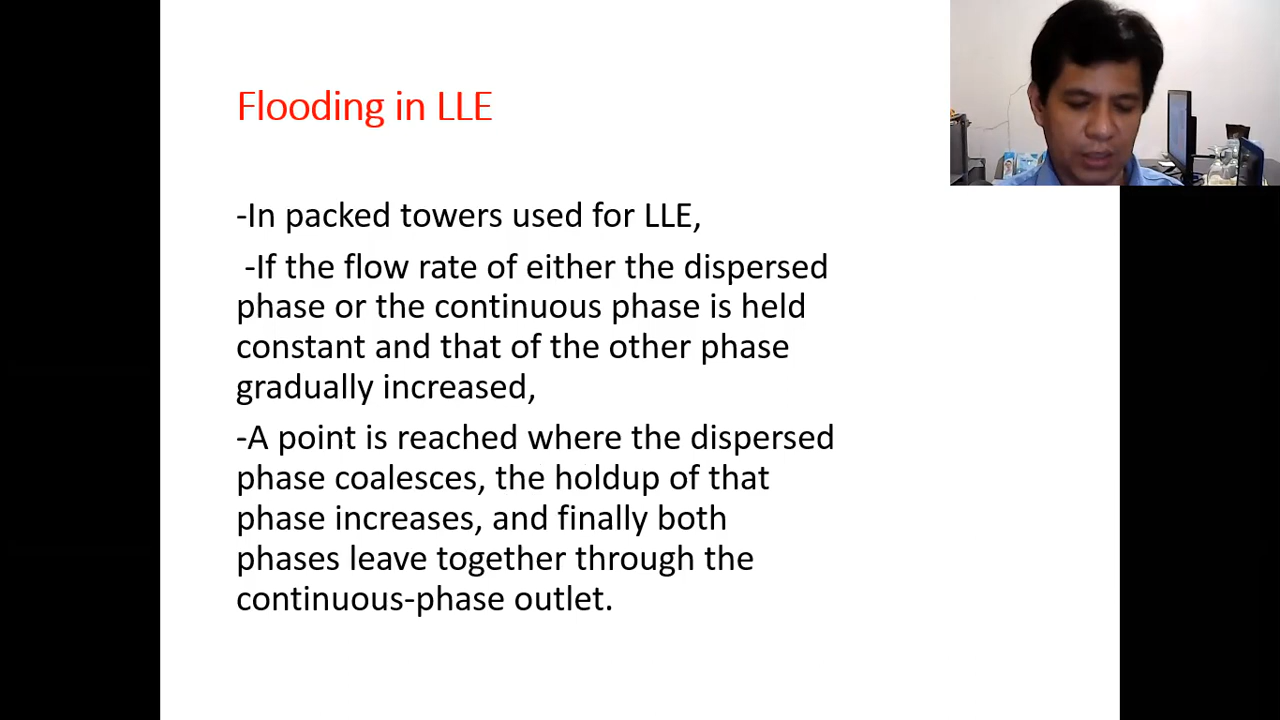 Flooding in LLE
-In packed towers used for LLE,
-If the flow rate of either the dispersed
phase or the continuous phase is held
constant and that of the other phase
gradually increased,
-A point is reached where the dispersed
phase coalesces, the holdup of that
phase increases, and finally both
phases leave together through the
continuous-phase outlet.